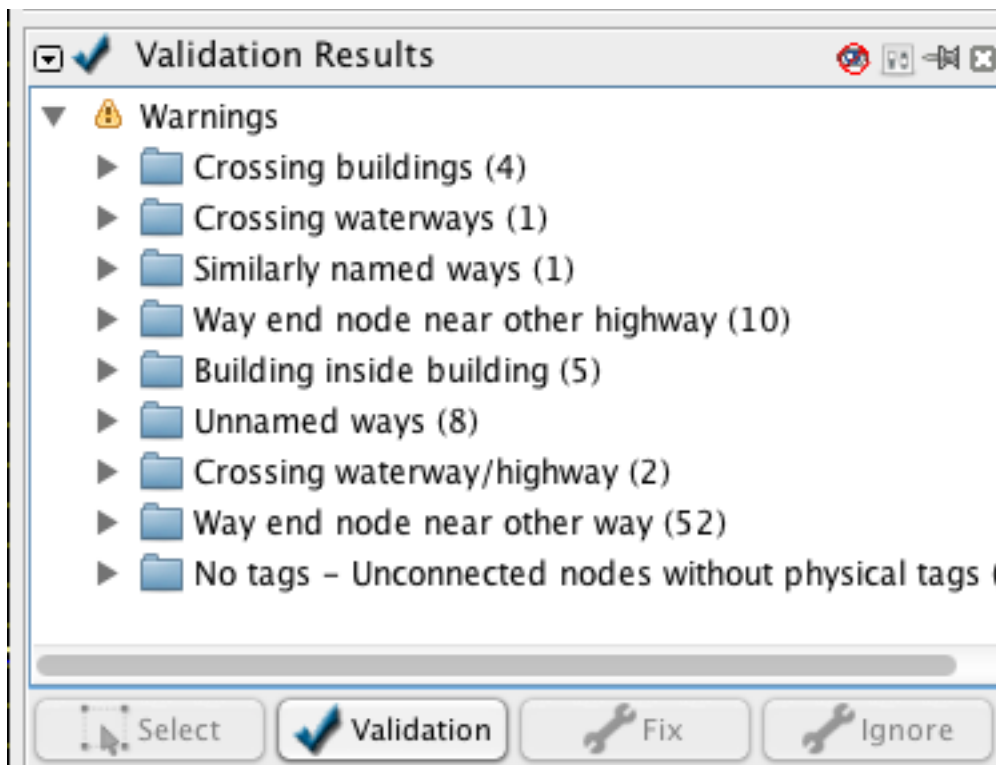 Validation Results
Warnings
Crossing buildings (4)
Crossing waterways (1)
Similarly named ways (1)
Way end node near other highway (10)
Building inside building (5)
Unnamed ways (8)
Crossing waterway/highway (2)
Way end node near other way (52)
No tags – Unconnected nodes without physical tags (
Select Validation Fix Ignore